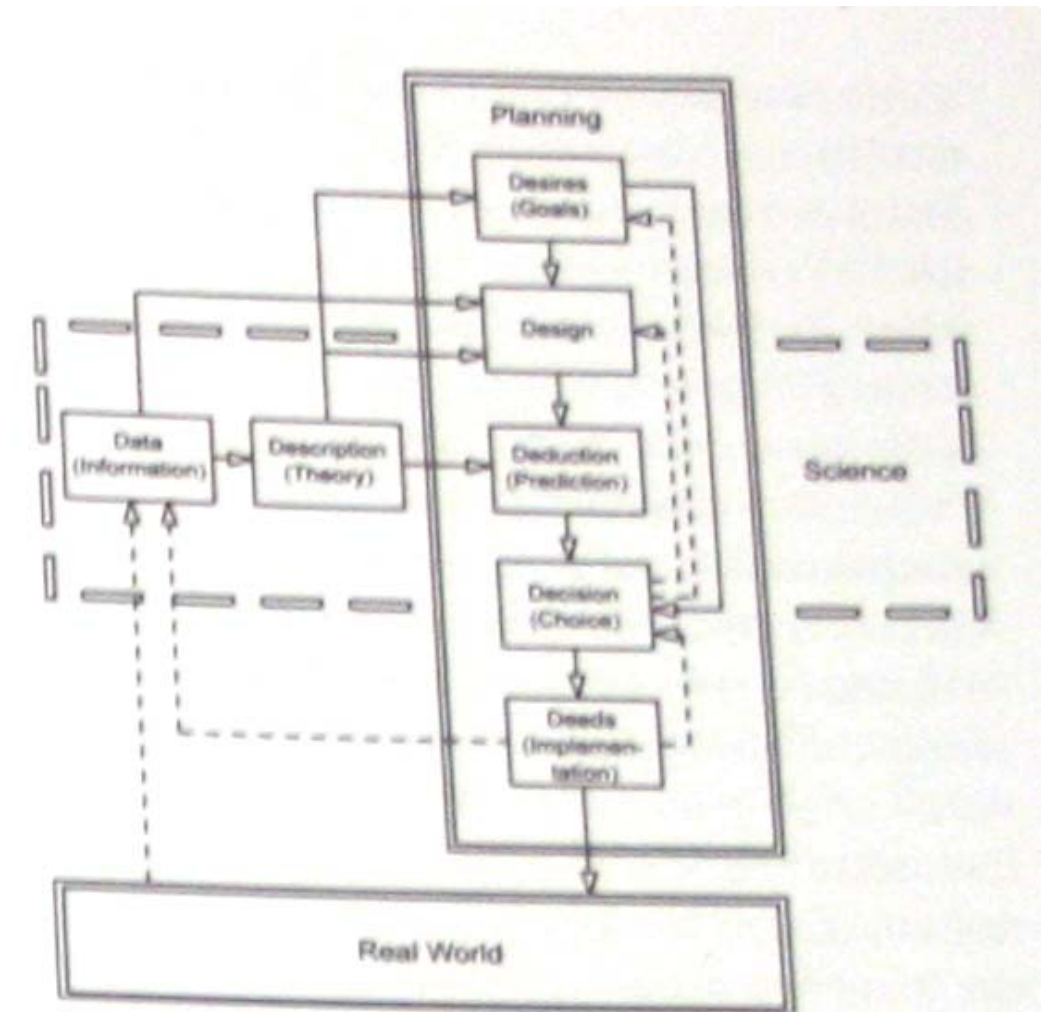 Planning
Desires
(Goals)
Design
Data
(Information)
Description
(Theory)
Deduction
(Prediction)
Science
Decision
(Choice)
Deeds
(Implemen-
tation)
Real World